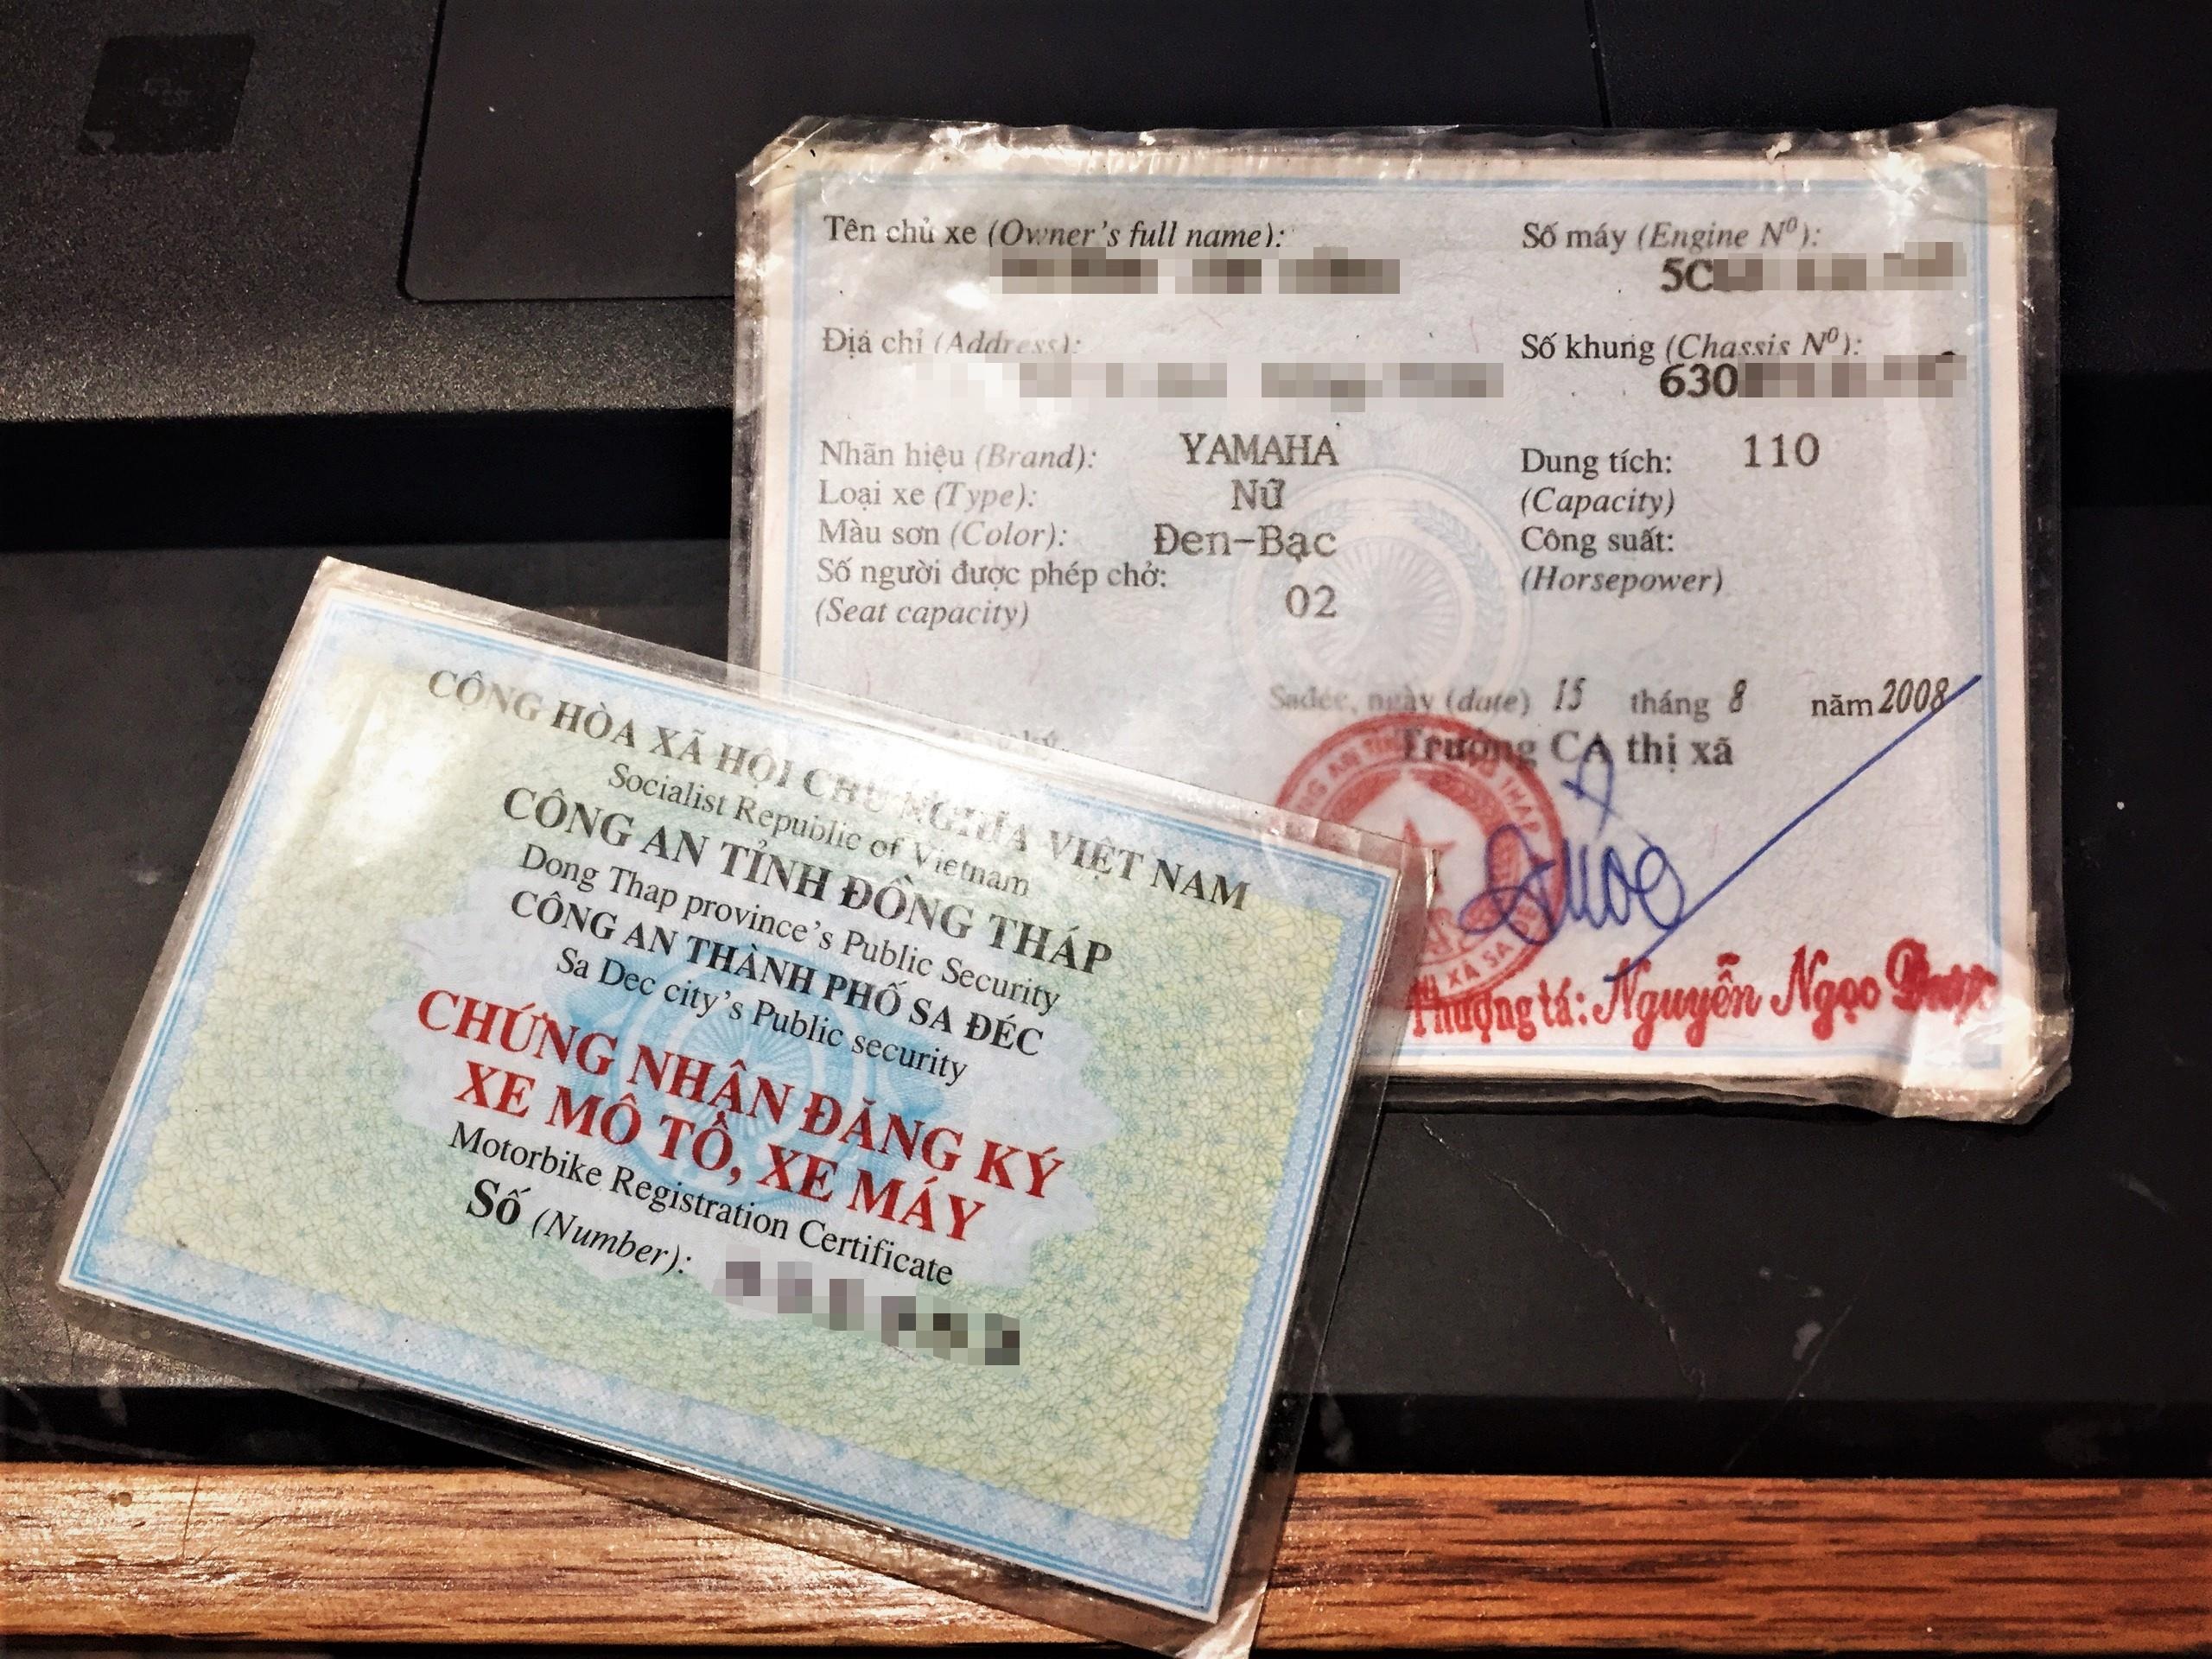 Tên chủ xe (Owner's full name):
Số máy (Engine Nº):
5C
Địa chỉ (Address):
Số khung (Chassis Nº):
630
Nhãn hiệu (Brand): YAMAHA
Dung tích: 110
(Capacity)
Loại xe (Type): Nữ
Màu sơn (Color): Đen-Bạc
Công suất:
(Horsepower)
Số người được phép chở: 02
(Seat capacity)
Sađéc, ngày (date) 15 tháng 8 năm 2008
Trưởng CA thị xã
Thượng tá: Nguyễn Ngọc
CỘNG HÒA XÃ HỘI CHỦ NGHĨA VIỆT NAM
Socialist Republic of Vietnam
CÔNG AN TỈNH ĐỒNG THÁP
Dong Thap province's Public Security
CÔNG AN THÀNH PHỐ SA ĐÉC
Sa Dec city's Public security
CHỨNG NHẬN ĐĂNG KÝ
XE MÔ TÔ, XE MÁY
Motorbike Registration Certificate
Số (Number):